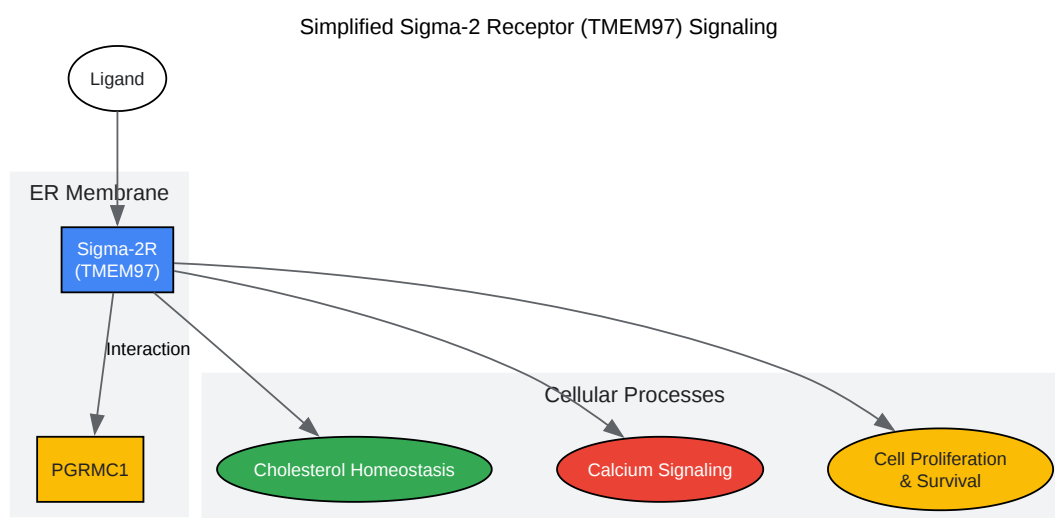 Simplified Sigma-2 Receptor (TMEM97) Signaling
Ligand
ER Membrane
Sigma-2R
(TMEM97)
Interaction
Cellular Processes
PGRMC1
Cholesterol Homeostasis
Calcium Signaling
Cell Proliferation
& Survival